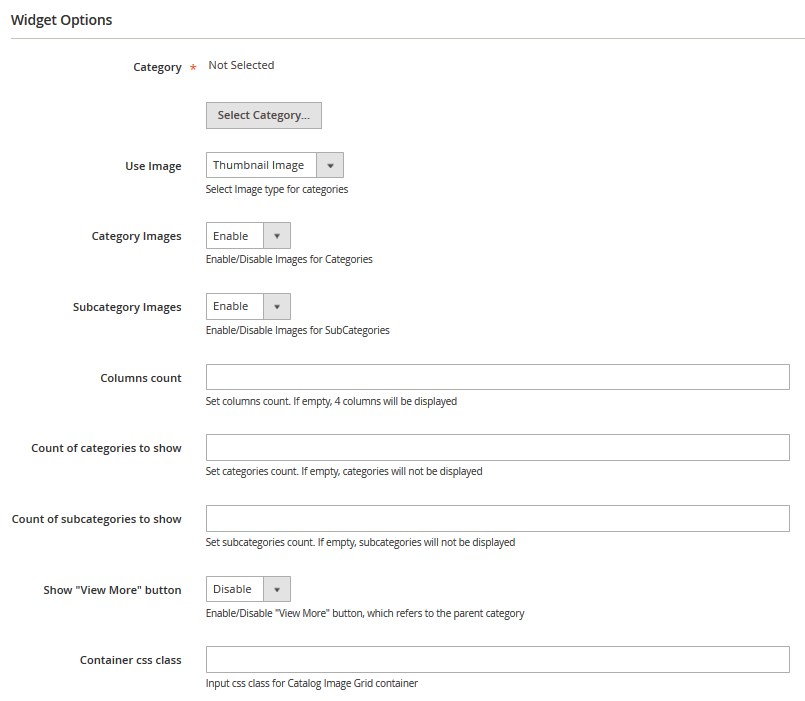 Widget Options
Category * Not Selected
Select Category...
Use Image Thumbnail Image
Select Image type for categories
Category Images Enable
Enable/Disable Images for Categories
Subcategory Images Enable
Enable/Disable Images for SubCategories
Columns count
Set columns count. If empty, 4 columns will be displayed
Count of categories to show
Set categories count. If empty, categories will not be displayed
Count of subcategories to show
Set subcategories count. If empty, subcategories will not be displayed
Show "View More" button Disable
Enable/Disable "View More" button, which refers to the parent category
Container css class
Input css class for Catalog Image Grid container